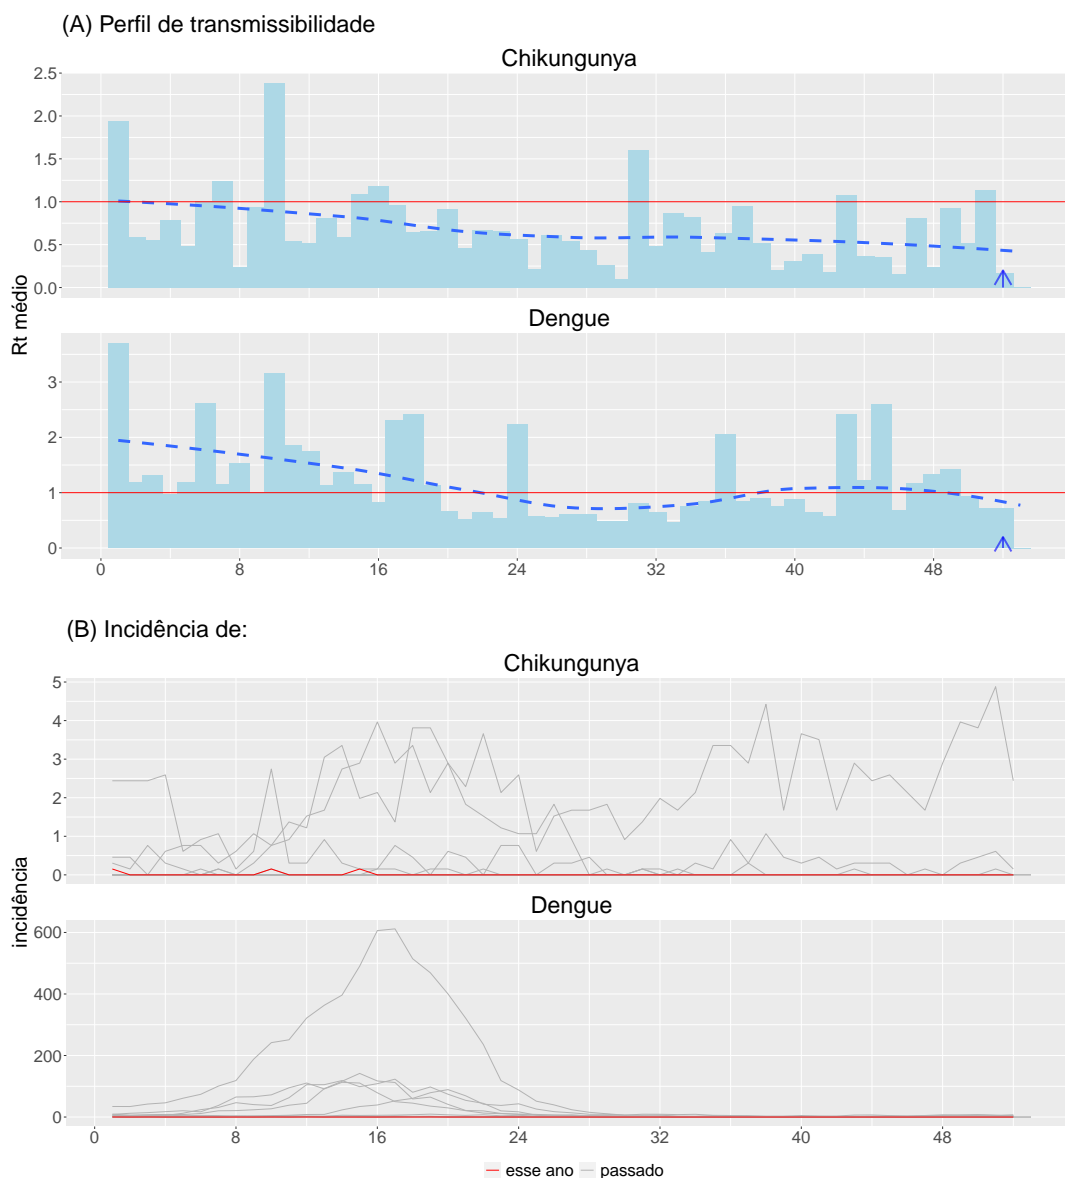 (A) Perfil de transmissibilidade
Chikungunya
2.5
2.0
1.5
1.0
0.5
0.0
Rt médio
Dengue
3
2
1
0
0 8 16 24 32 40 48
(B) Incidência de:
Chikungunya
5
4
3
2
1
0
incidência
Dengue
600
400
200
0
0 8 16 24 32 40 48
esse ano passado